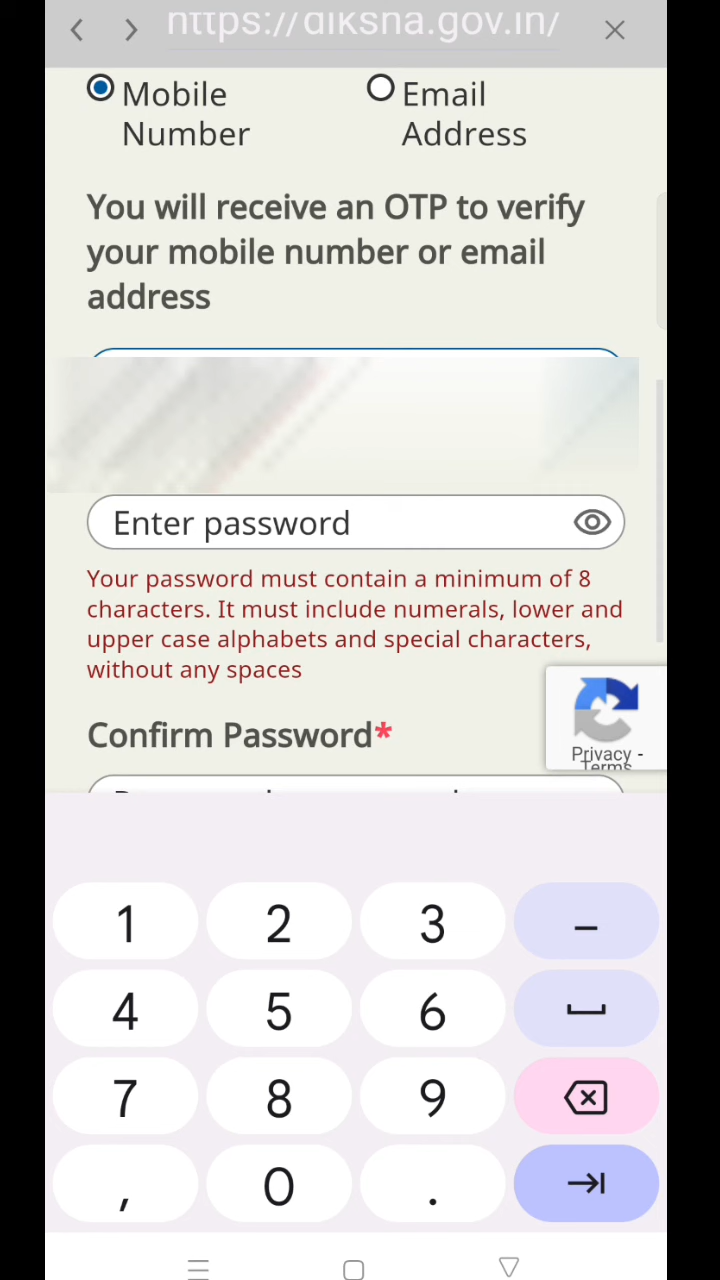 https://diksha.gov.in/
Mobile Number
Email Address
You will receive an OTP to verify
your mobile number or email
address
Enter password
Your password must contain a minimum of 8
characters. It must include numerals, lower and
upper case alphabets and special characters,
without any spaces
Privacy -
Terms
Confirm Password*
1 2 3 –
4 5 6
7 8 9
, 0 .